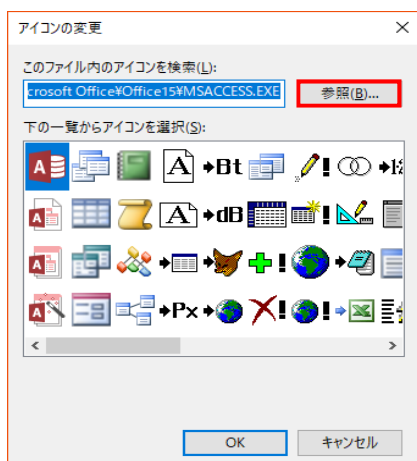 アイコンの変更
このファイル内のアイコンを検索(L):
crosoft Office¥Office15¥MSACCESS.EXE
参照(B)...
下の一覧からアイコンを選択(S):
OK
キャンセル